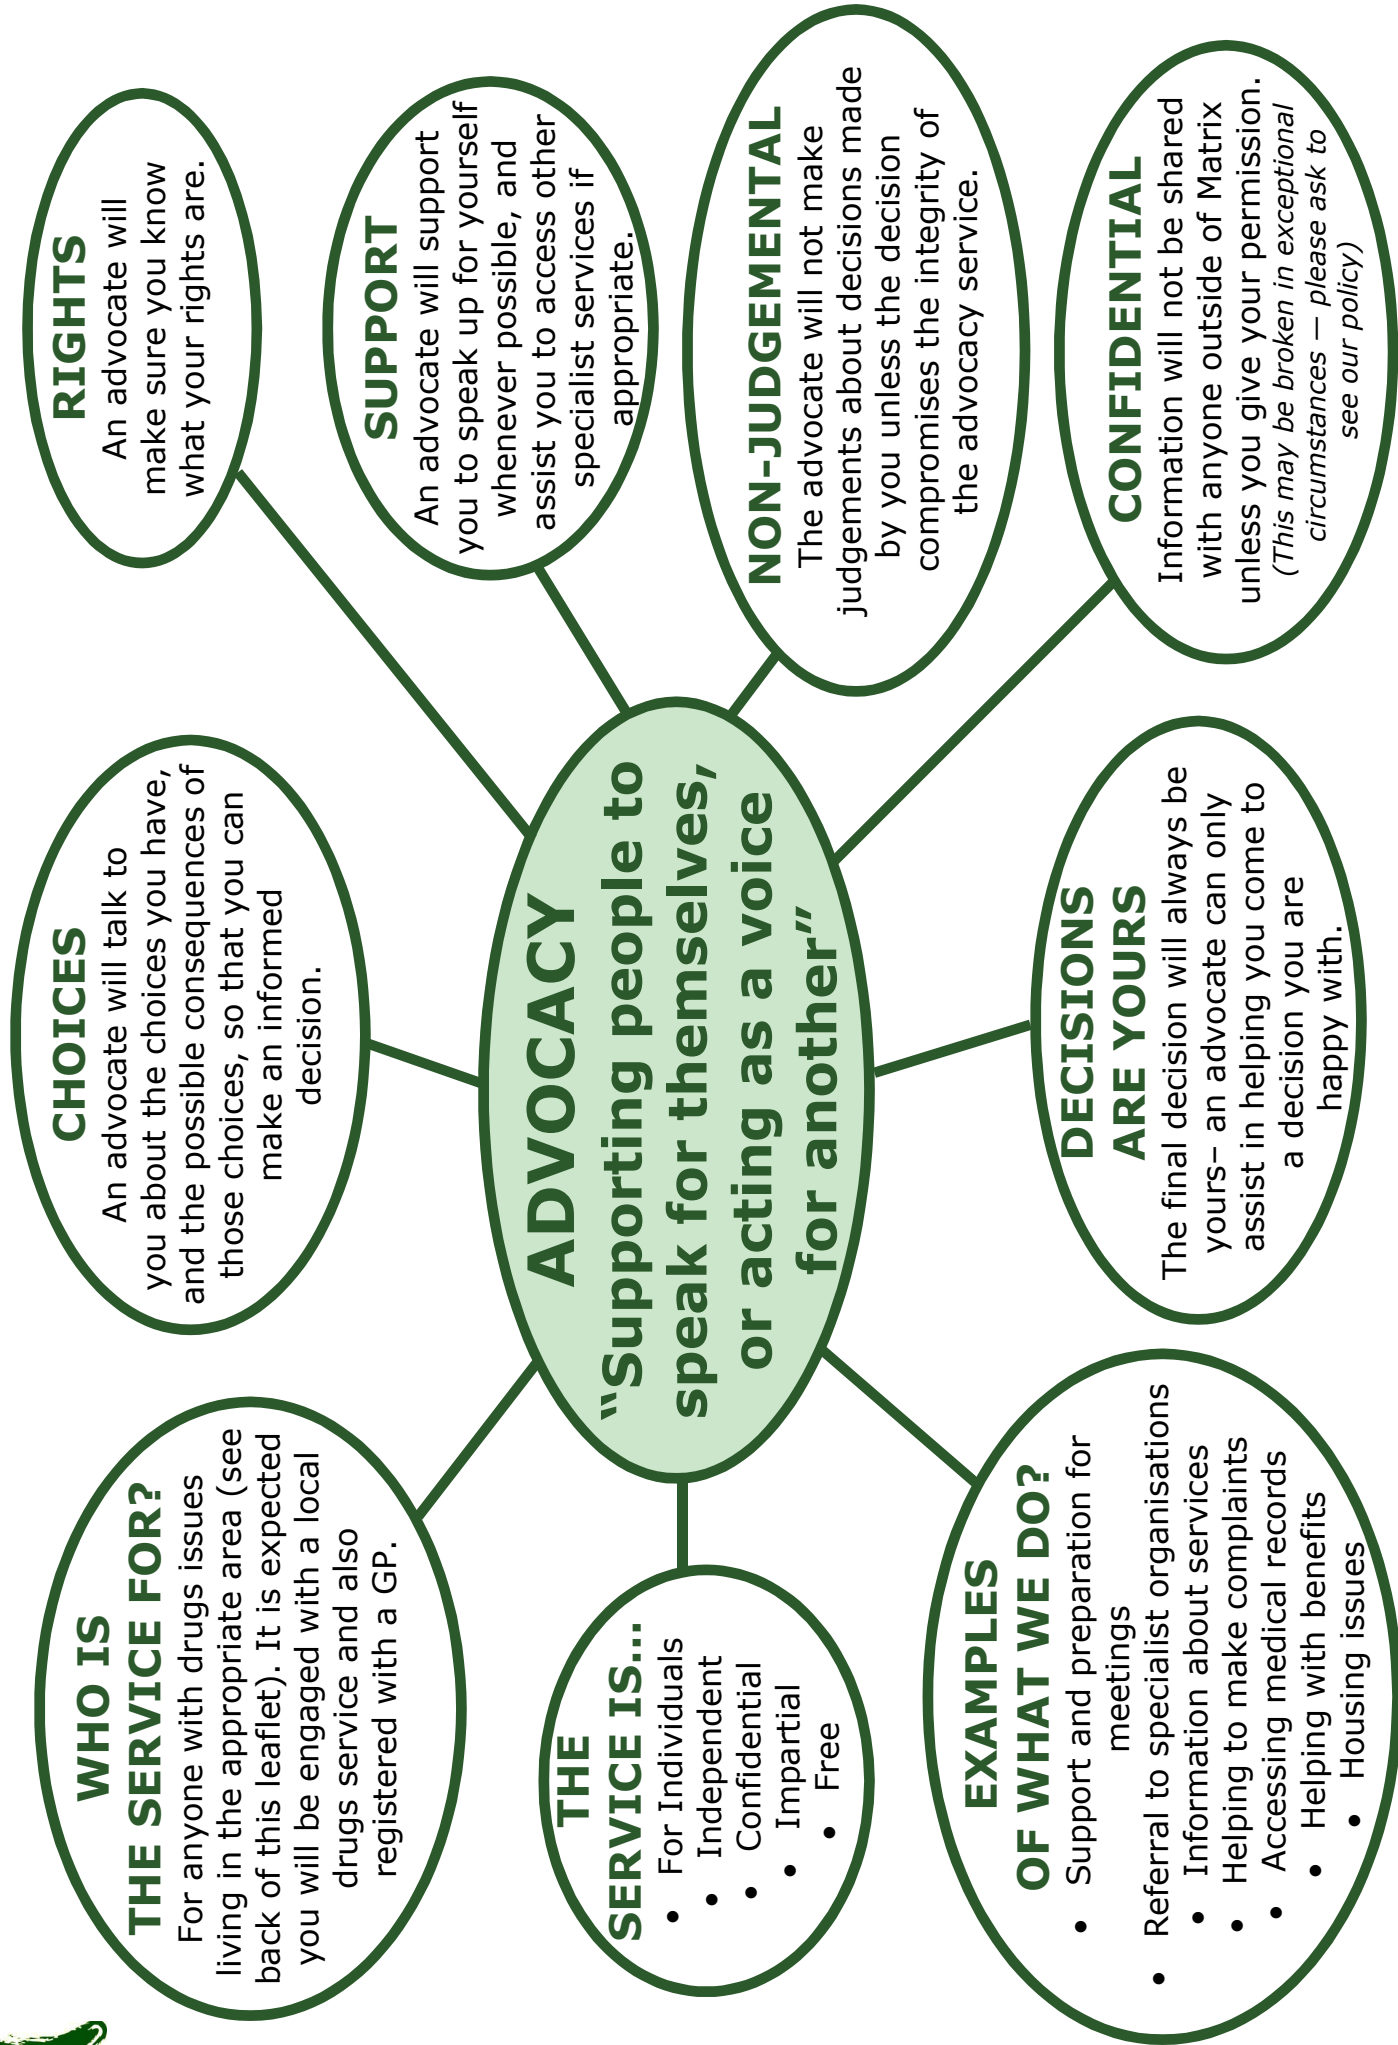 WHO IS
THE SERVICE FOR?
For anyone with drugs issues
living in the appropriate area (see
back of this leaflet). It is expected
you will be engaged with a local
drugs service and also
registered with a GP.
CHOICES
An advocate will talk to
you about the choices you have,
and the possible consequences of
those choices, so that you can
make an informed
decision.
RIGHTS
An advocate will
make sure you know
what your rights are.
SUPPORT
An advocate will support
you to speak up for yourself
whenever possible, and
assist you to access other
specialist services if
appropriate.
THE
SERVICE IS...
• For Individuals
• Independent
• Confidential
• Impartial
• Free
ADVOCACY
“Supporting people to
speak for themselves,
or acting as a voice
for another”
NON-JUDGEMENTAL
The advocate will not make
judgements about decisions made
by you unless the decision
compromises the integrity of
the advocacy service.
EXAMPLES
OF WHAT WE DO?
• Support and preparation for
meetings
• Referral to specialist organisations
• Information about services
• Helping to make complaints
• Accessing medical records
• Helping with benefits
• Housing issues
DECISIONS
ARE YOURS
The final decision will always be
yours– an advocate can only
assist in helping you come to
a decision you are
happy with.
CONFIDENTIAL
Information will not be shared
with anyone outside of Matrix
unless you give your permission.
(This may be broken in exceptional
circumstances — please ask to
see our policy)